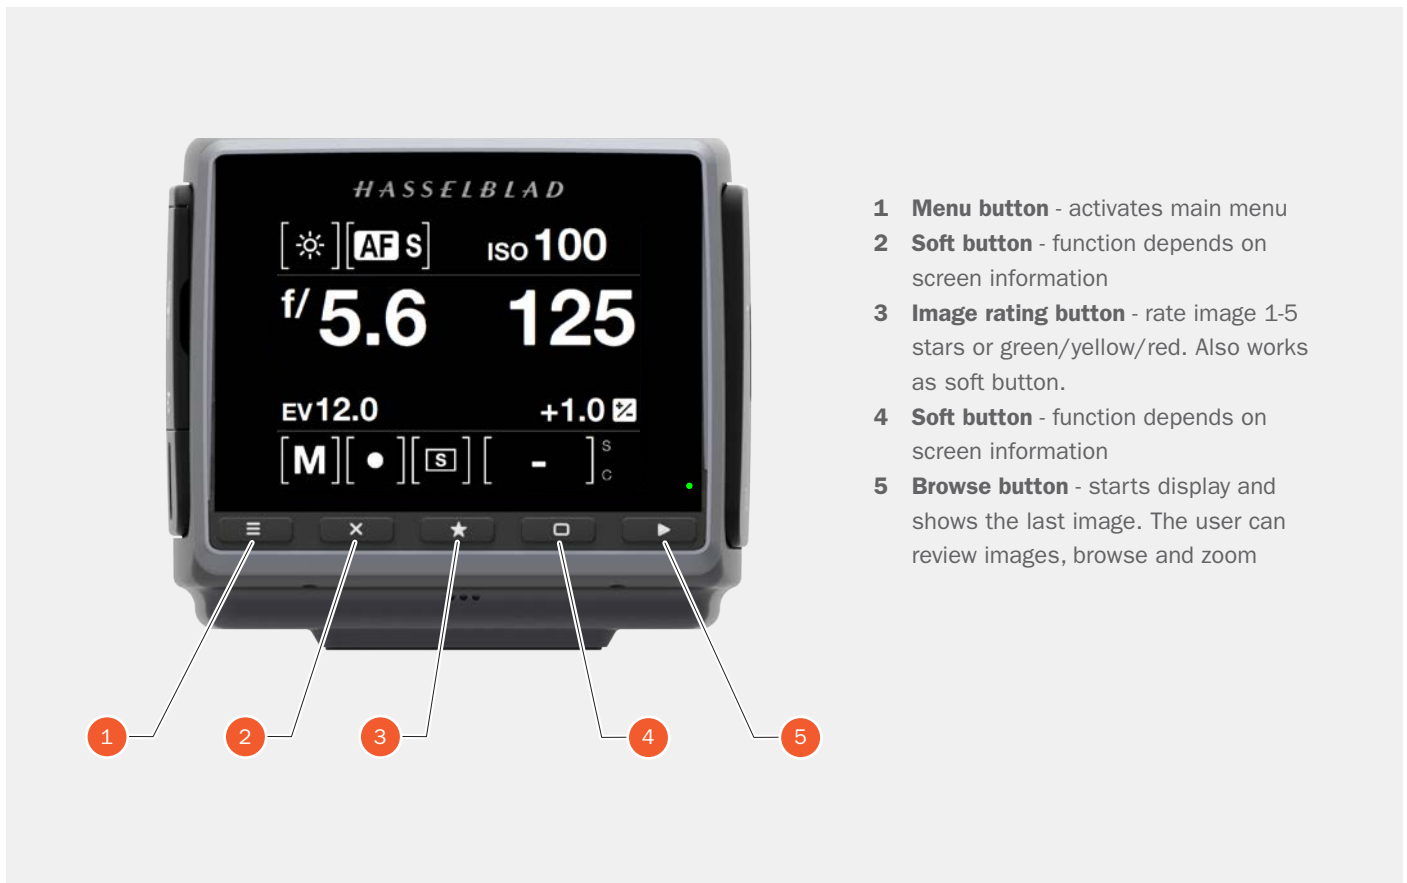 HASSELBLAD
[☼][AF S] ISO 100
f/5.6 125
EV12.0 +1.0
[M][●][S][ - ] S
C
1 2 3 4 5
1 Menu button - activates main menu
2 Soft button - function depends on
screen information
3 Image rating button - rate image 1-5
stars or green/yellow/red. Also works
as soft button.
4 Soft button - function depends on
screen information
5 Browse button - starts display and
shows the last image. The user can
review images, browse and zoom